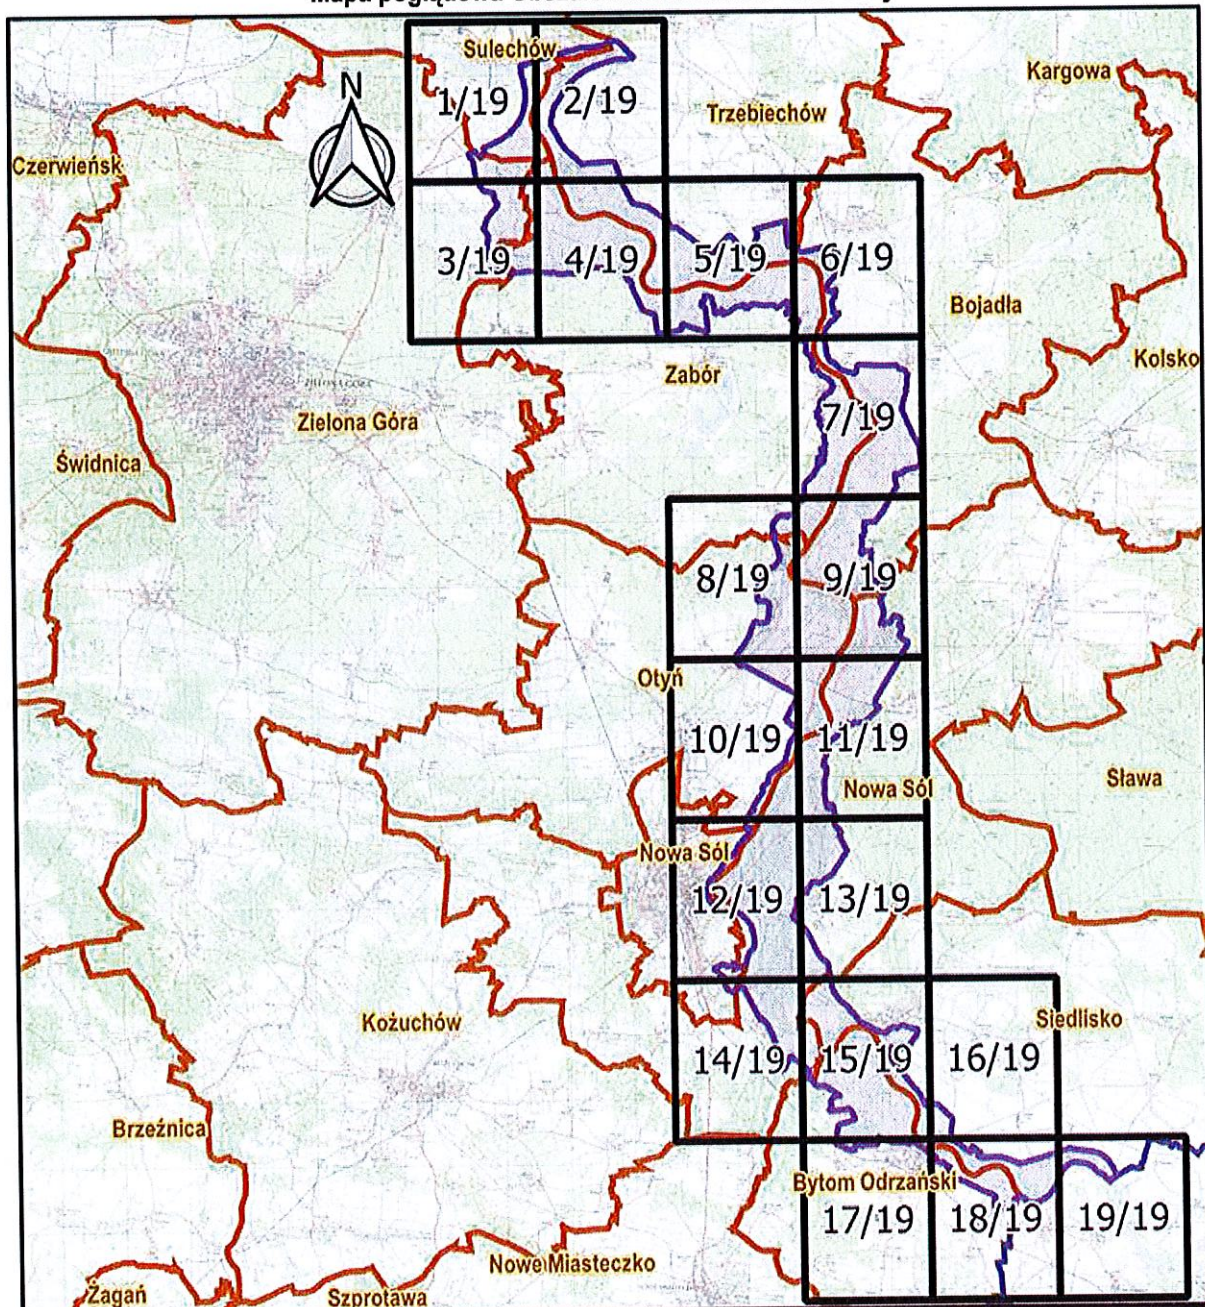 Mapa poglądowa
Sulechów
N
Kargowa
1/19
2/19
Trzebiechów
Czerwieńsk
3/19
4/19
5/19
6/19
Bojadła
Kolsko
Zabór
Zielona Góra
7/19
Świdnica
8/19
9/19
Otyń
10/19
11/19
Sława
Nowa Sól
Nowa Sól
12/19
13/19
Kożuchów
Siedlisko
14/19
15/19
16/19
Brzeźnica
Bytom Odrzański
17/19
18/19
19/19
Nowe Miasteczko
Żagań
Szprotawa